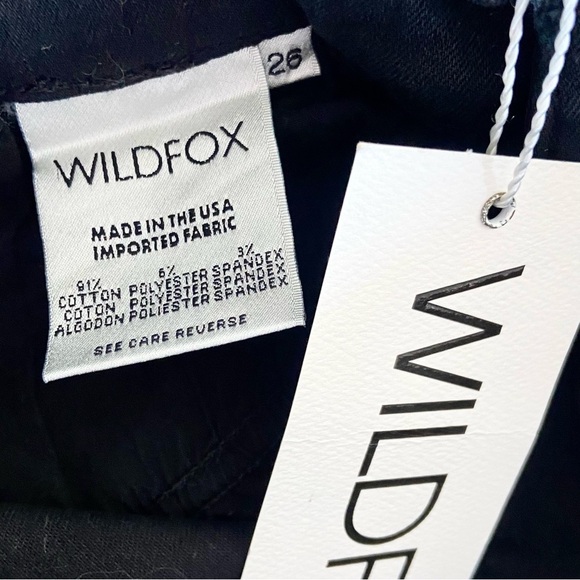 26
WILDFOX
MADE IN THE USA
IMPORTED FABRIC
91% 6% 3%
COTTON POLYESTER SPANDEX
COTON POLYESTER SPANDEX
ALGODON POLIESTER SPANDEX
SEE CARE REVERSE
WILDF